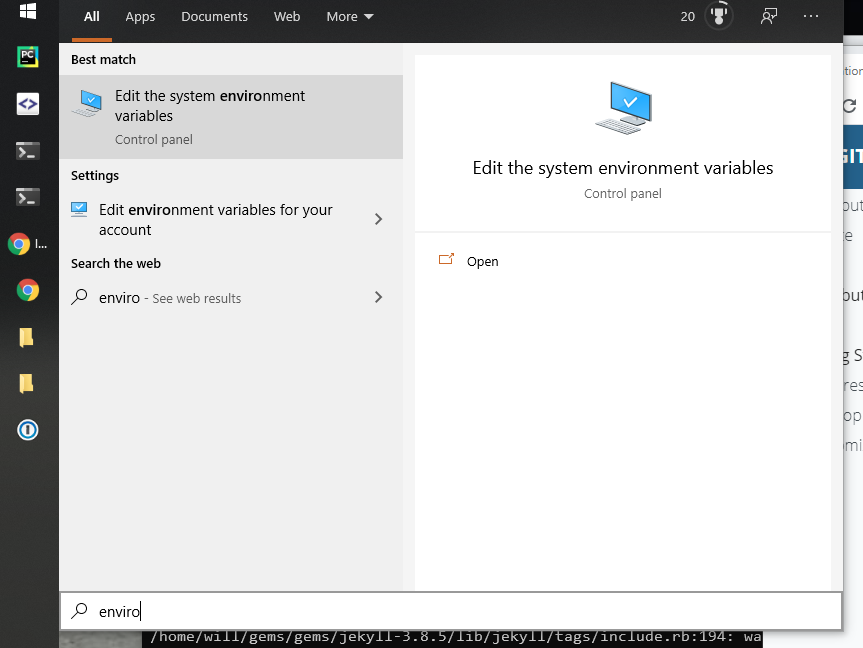 All Apps Documents Web More 20
Best match
Edit the system environment
variables
Control panel
Settings
Edit environment variables for your
account
Search the web
enviro - See web results
Edit the system environment variables
Control panel
Open
enviro
PC
I...
/home/will/gems/gems/jekyll-3.8.5/lib/jekyll/tags/include.rb:194: wa